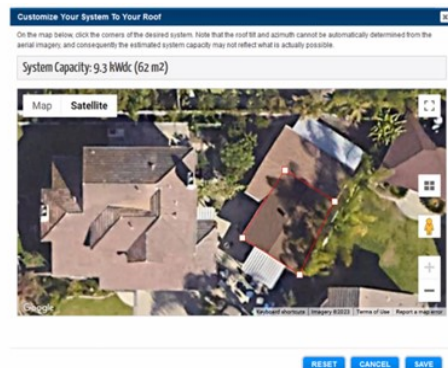 Customize Your System To Your Roof
On the map below, click the corners of the desired system. Note that the roof tilt and azimuth cannot be automatically determined from the
aerial imagery, and consequently the estimated system capacity may not reflect what is actually possible.
System Capacity: 9.3 kWdc (62 m2)
Map Satellite
Google
Keyboard shortcuts Imagery ©2023 Terms of Use Report a map error
RESET CANCEL SAVE